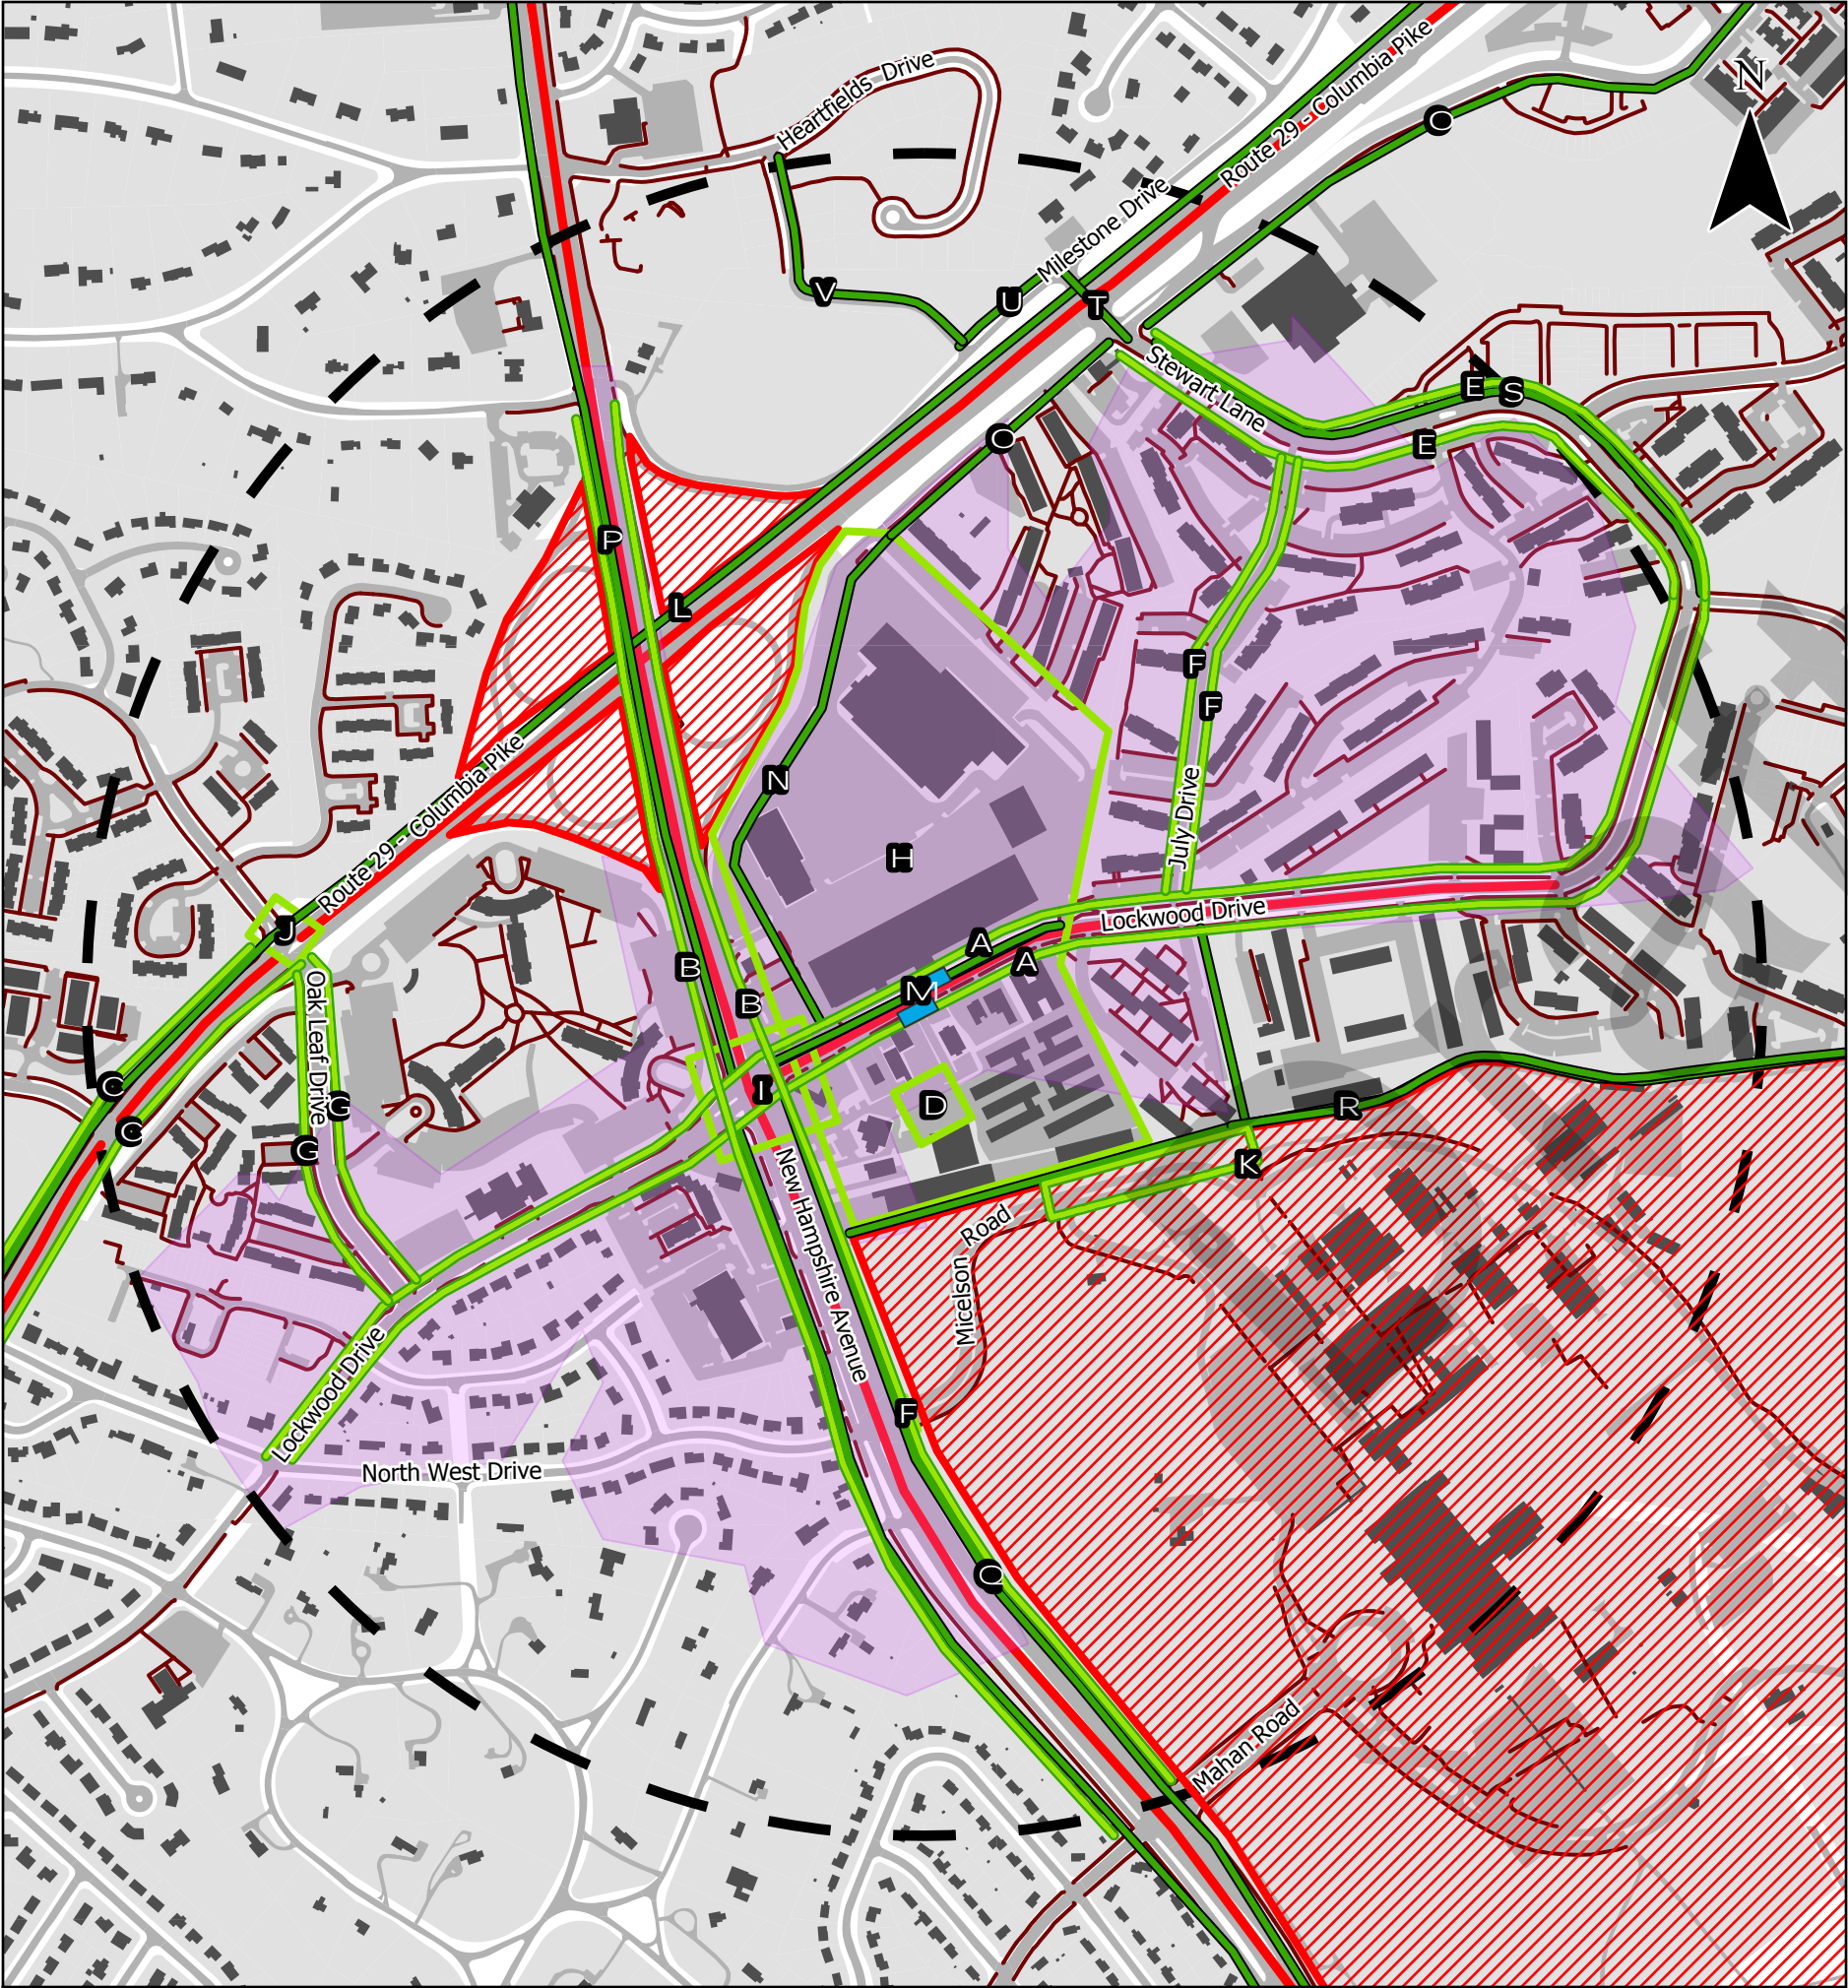 Heartfields Drive
Route 29 - Columbia Pike
N
C
Milestone Drive
V
U
T
Stewart Lane
E
S
C
E
P
L
F
F
N
July Drive
Route 29 - Columbia Pike
H
J
Lockwood Drive
A
A
B
M
B
Oak Leaf Drive
C
C
G
G
I
D
R
K
New Hampshire Avenue
Micelson Road
Lockwood Drive
F
North West Drive
C
Mahan Road